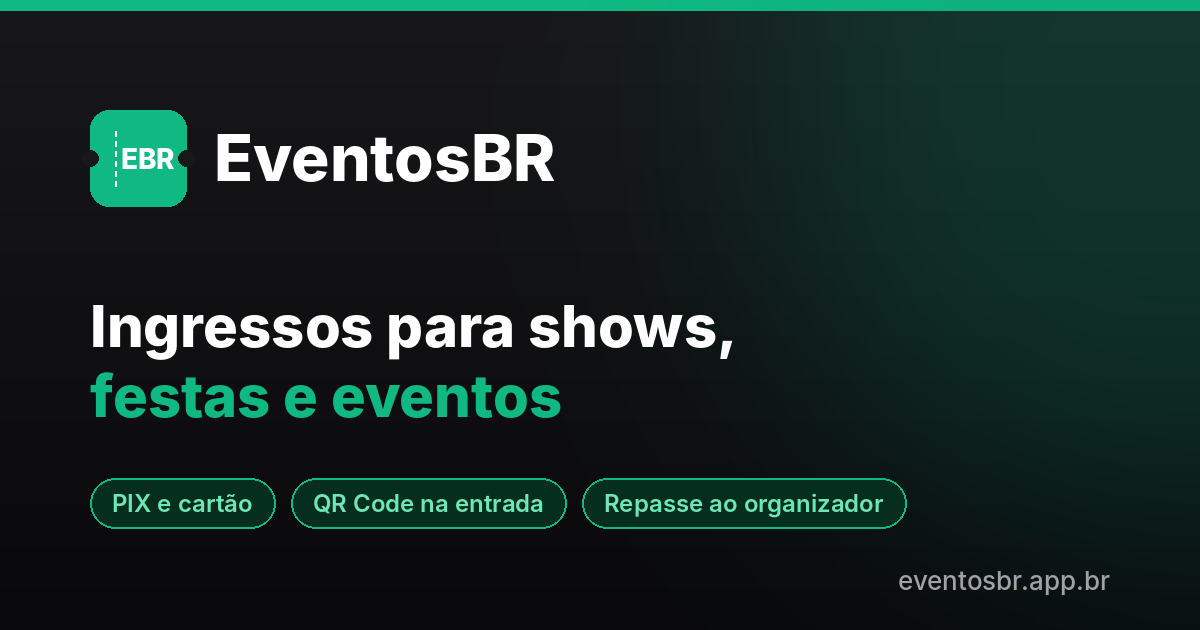 EBR EventosBR
Ingressos para shows,
festas e eventos
PIX e cartão QR Code na entrada Repasse ao organizador
eventosbr.app.br